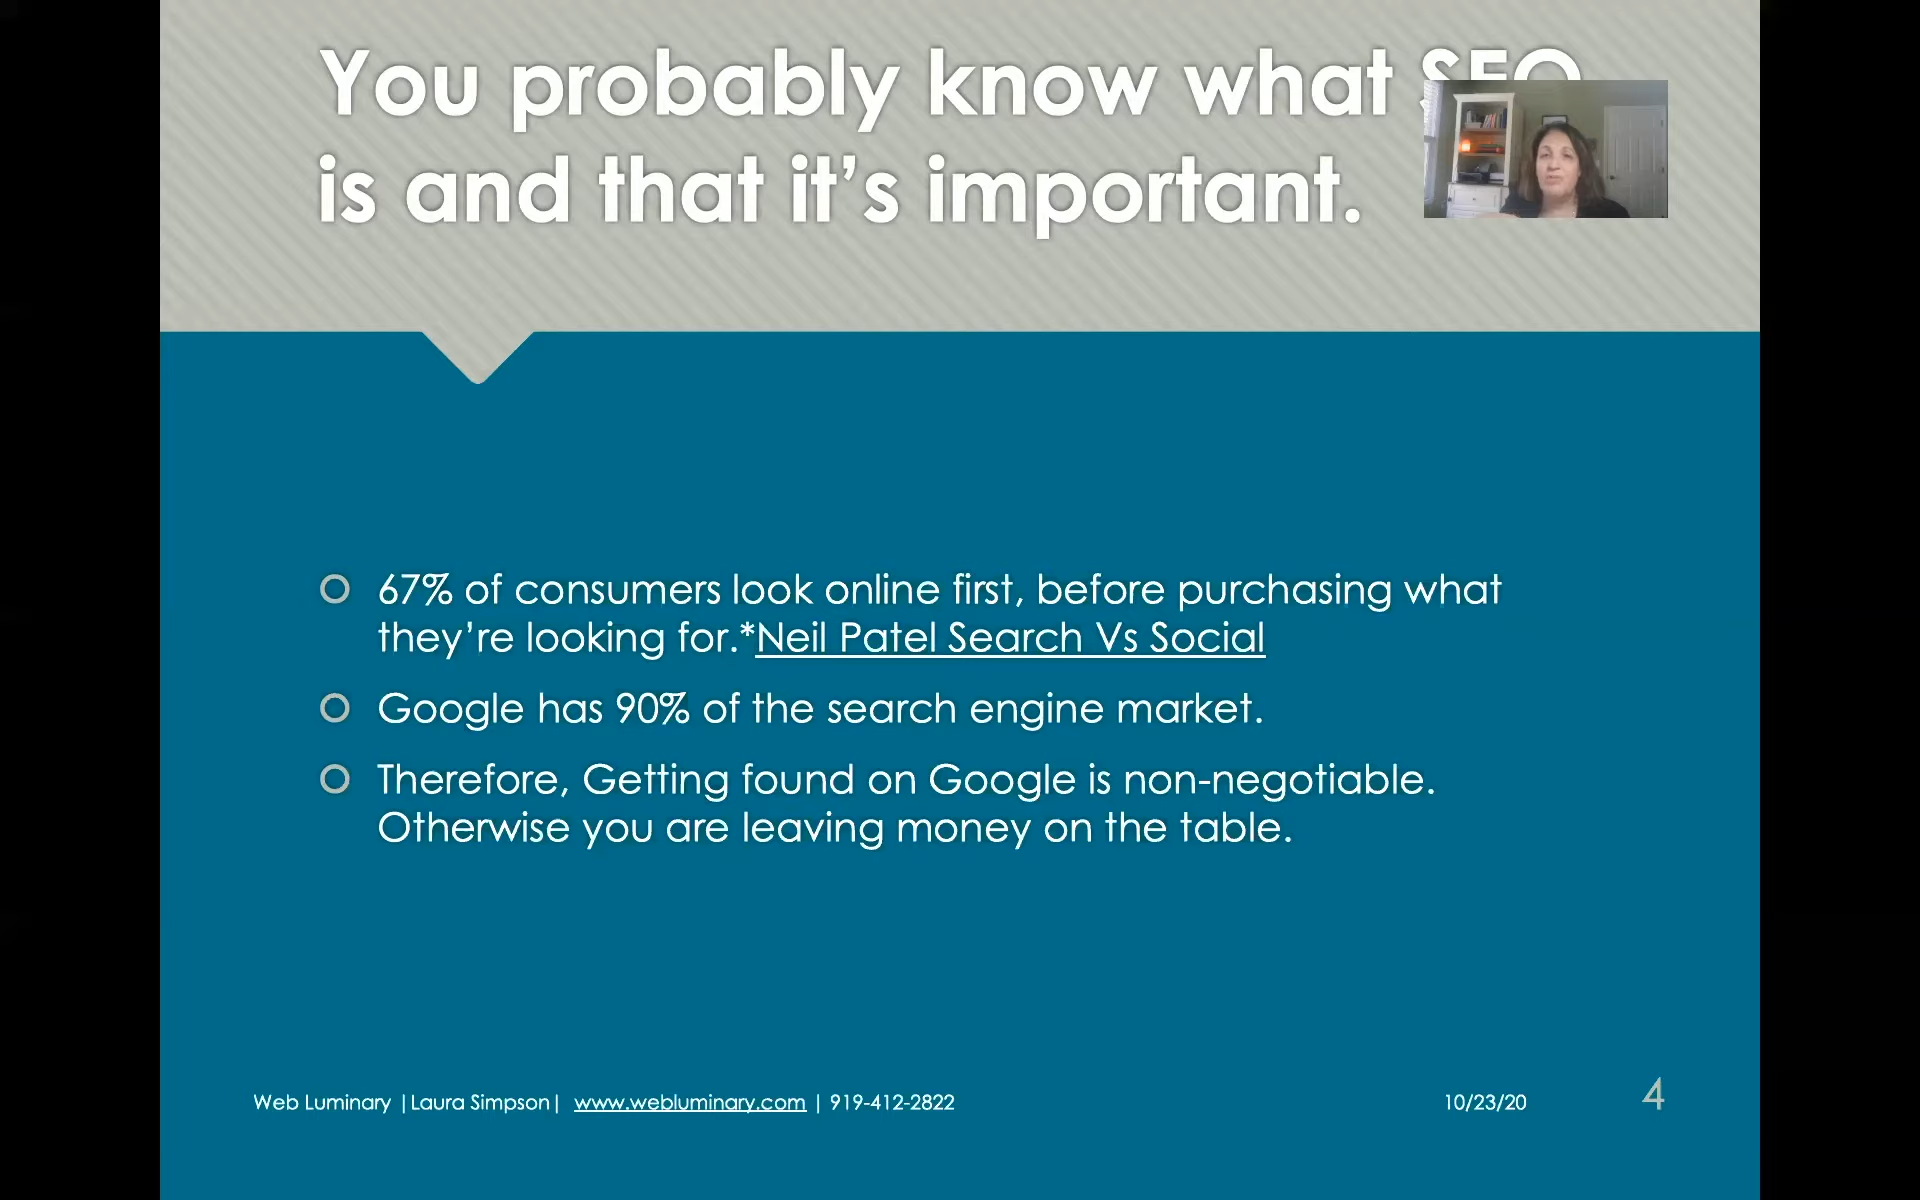 You probably know what SEO
is and that it's important.
67% of consumers look online first, before purchasing what
they're looking for.*Neil Patel Search Vs Social
Google has 90% of the search engine market.
Therefore, Getting found on Google is non-negotiable.
Otherwise you are leaving money on the table.
Web Luminary |Laura Simpson| www.webluminary.com | 919-412-2822
10/23/20
4